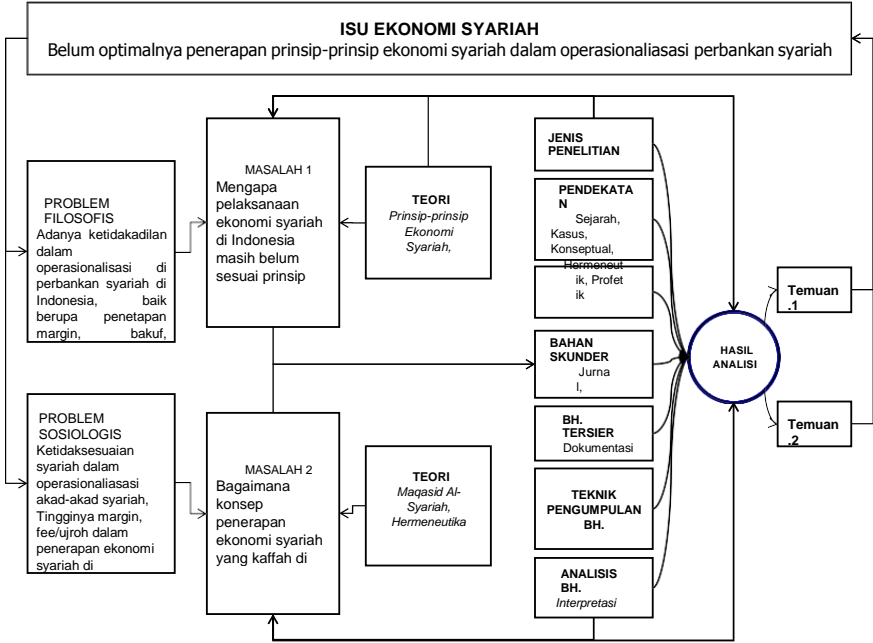 ISU EKONOMI SYARIAH
Belum optimalnya penerapan prinsip-prinsip ekonomi syariah dalam operasionaliasasi perbankan syariah
PROBLEM
FILOSOFIS
Adanya ketidakadilan
dalam
operasionalisasi di
perbankan syariah di
Indonesia, baik
berupa penetapan
margin, bakuf,
PROBLEM
SOSIOLOGIS
Ketidaksesuaian
syariah dalam
operasionaliasasi
akad-akad syariah,
Tingginya margin,
fee/ujroh dalam
penerapan ekonomi
syariah di
MASALAH 1
Mengapa
pelaksanaan
ekonomi syariah
di Indonesia
masih belum
sesuai prinsip
MASALAH 2
Bagaimana
konsep
penerapan
ekonomi syariah
yang kaffah di
TEORI
Prinsip-prinsip
Ekonomi
Syariah,
TEORI
Maqasid Al-
Syariah,
Hermeneutika
JENIS
PENELITIAN
PENDEKATA
N
Sejarah,
Kasus,
Konseptual,
Hermeneut
ik, Profet
ik
BAHAN
SKUNDER
Jurna
l,
BH.
TERSIER
Dokumentasi
TEKNIK
PENGUMPULAN
BH.
ANALISIS
BH.
Interpretasi
HASIL
ANALISI
Temuan
.1
Temuan
.2